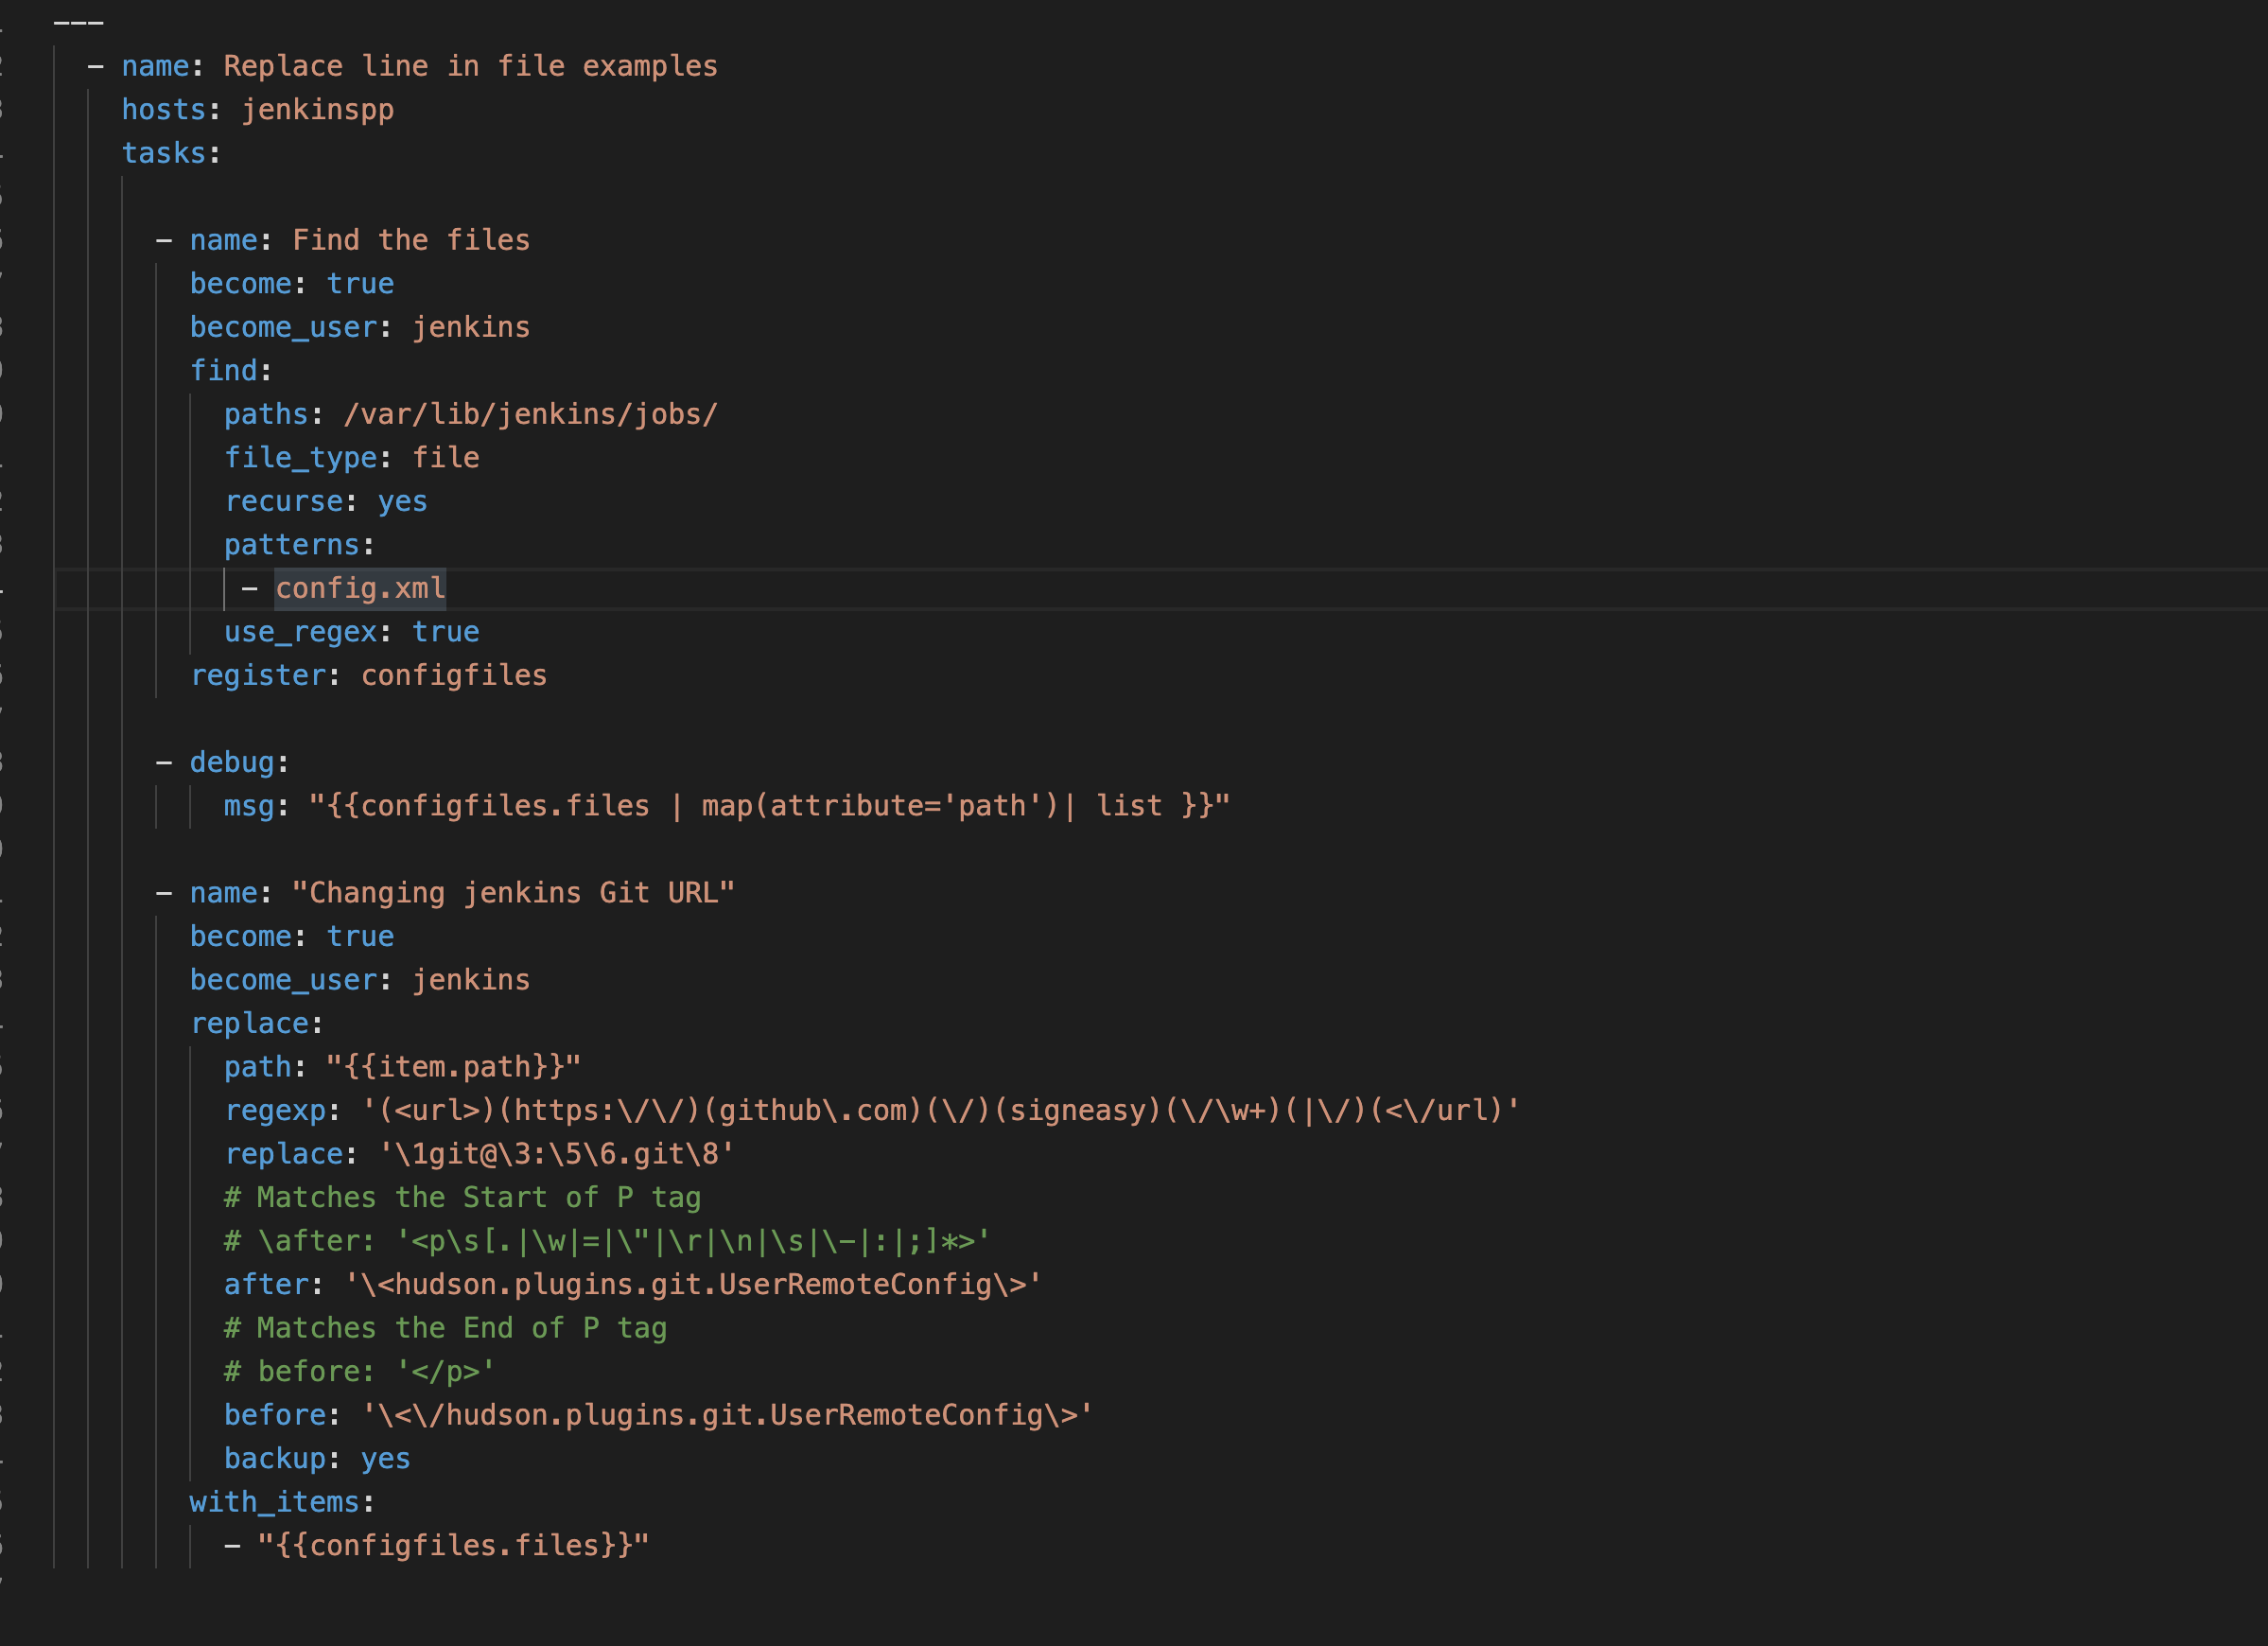 ---
- name: Replace line in file examples
hosts: jenkinspp
tasks:
- name: Find the files
become: true
become_user: jenkins
find:
paths: /var/lib/jenkins/jobs/
file_type: file
recurse: yes
patterns:
- config.xml
use_regex: true
register: configfiles
- debug:
msg: "{{configfiles.files | map(attribute='path')| list }}"
- name: "Changing jenkins Git URL"
become: true
become_user: jenkins
replace:
path: "{{item.path}}"
regexp: '(<url>)(https:\/\/)(github\.com)(\/)(signeasy)(\/\w+)(|\/)(<\/url)'
replace: '\1git@\3:\5\6.git\8'
# Matches the Start of P tag
# \after: '<p\s[.|\w|=|\"|\r|\n|\s|\-|:|;]*>'
after: '\<hudson.plugins.git.UserRemoteConfig\>'
# Matches the End of P tag
# before: '</p>'
before: '\<\/hudson.plugins.git.UserRemoteConfig\>'
backup: yes
with_items:
- "{{configfiles.files}}"